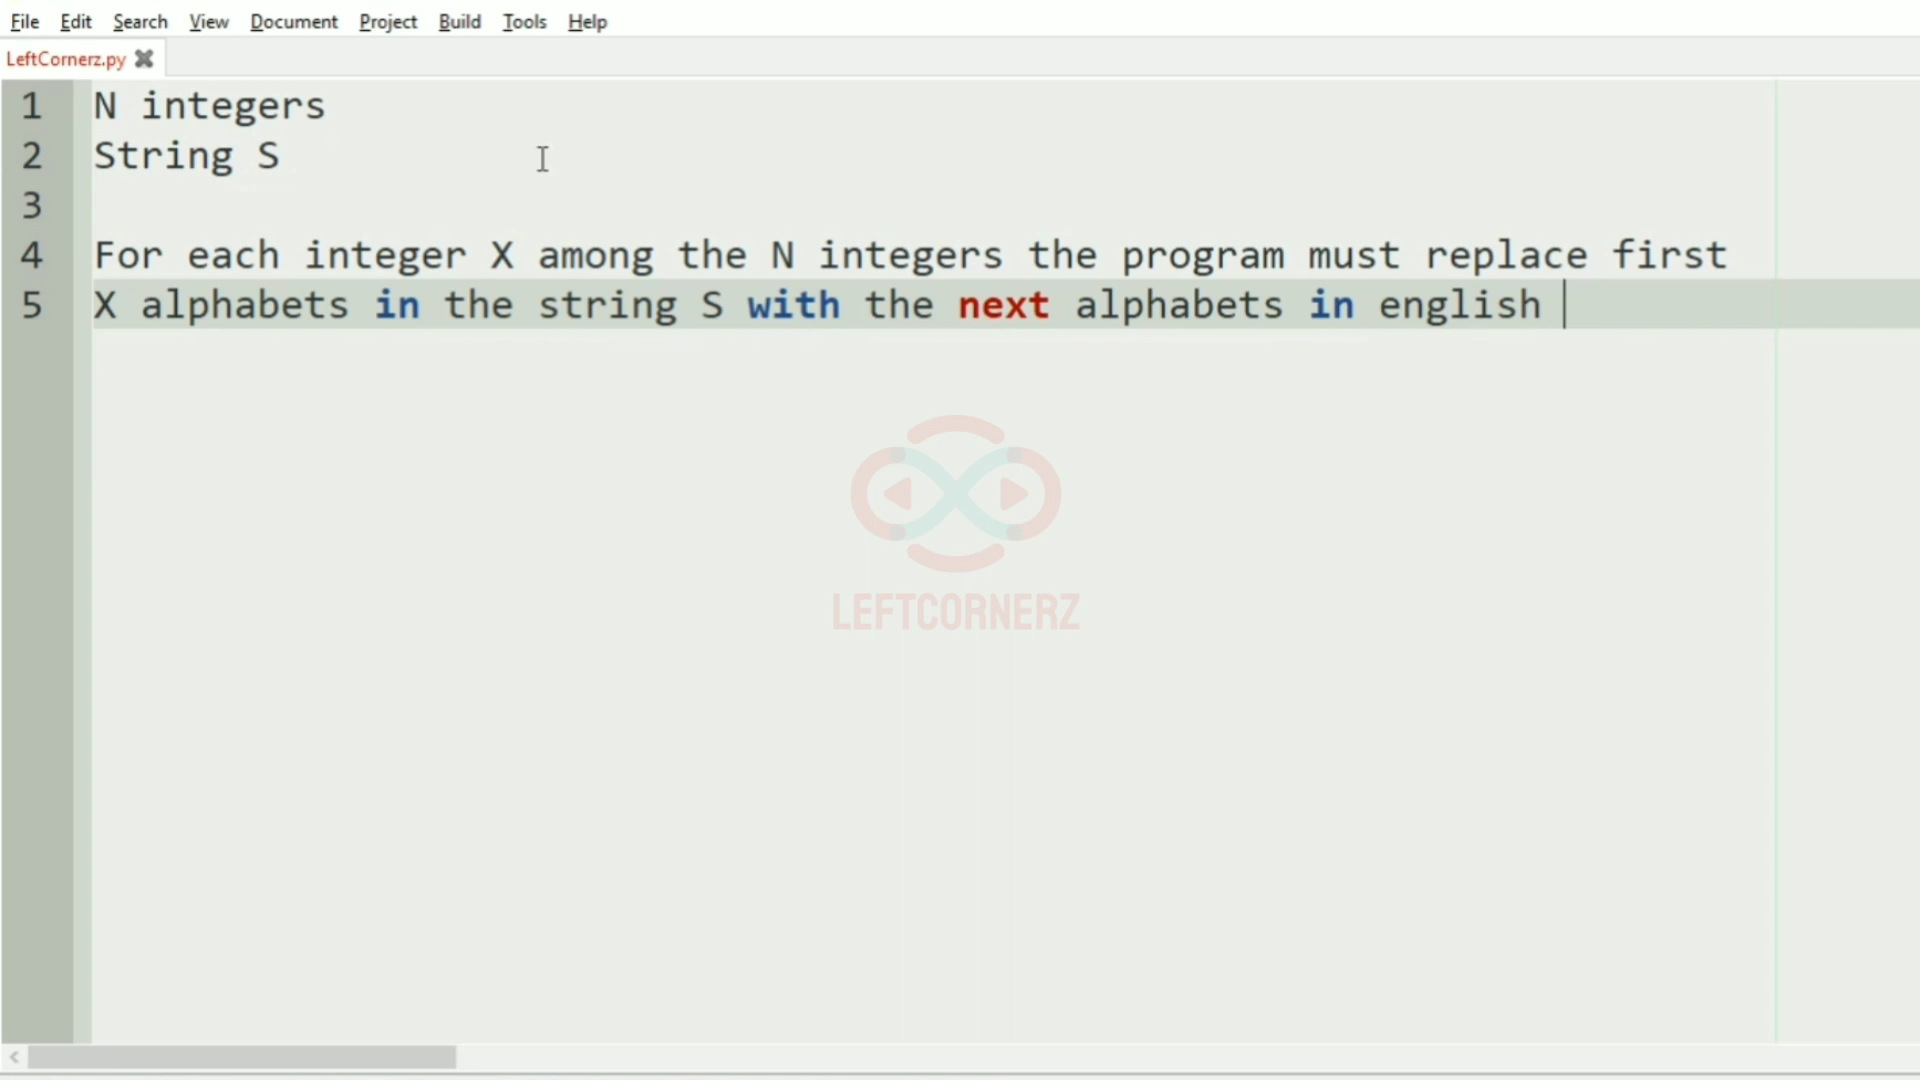 File Edit Search View Document Project Build Tools Help
LeftCornerz.py
1 N integers
2 String S
3
4 For each integer X among the N integers the program must replace first
5 X alphabets in the string S with the next alphabets in english
LEFTCORNERZ